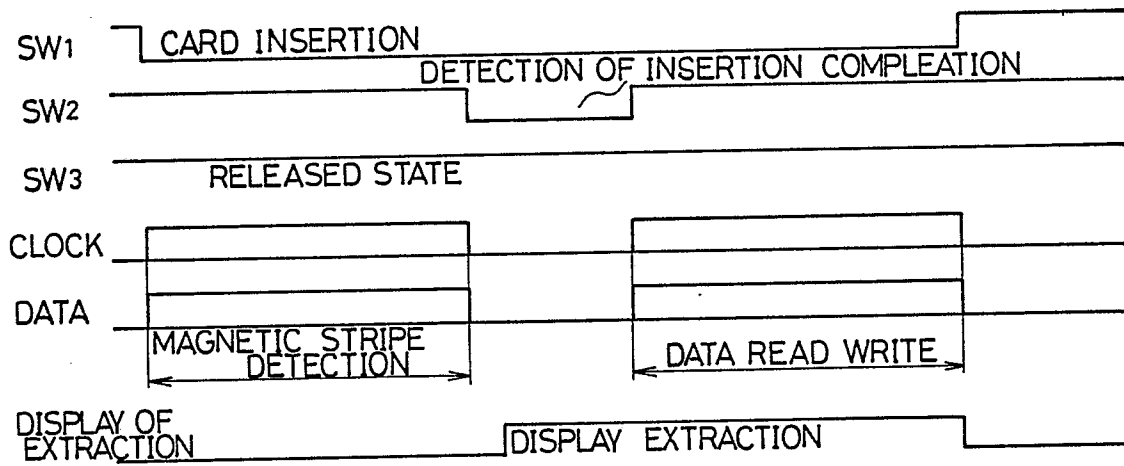 SW1 CARD INSERTION
DETECTION OF INSERTION COMPLEATION
SW2
SW3 RELEASED STATE
CLOCK
DATA
MAGNETIC STRIPE
DETECTION
DATA READ WRITE
DISPLAY OF
EXTRACTION
DISPLAY EXTRACTION